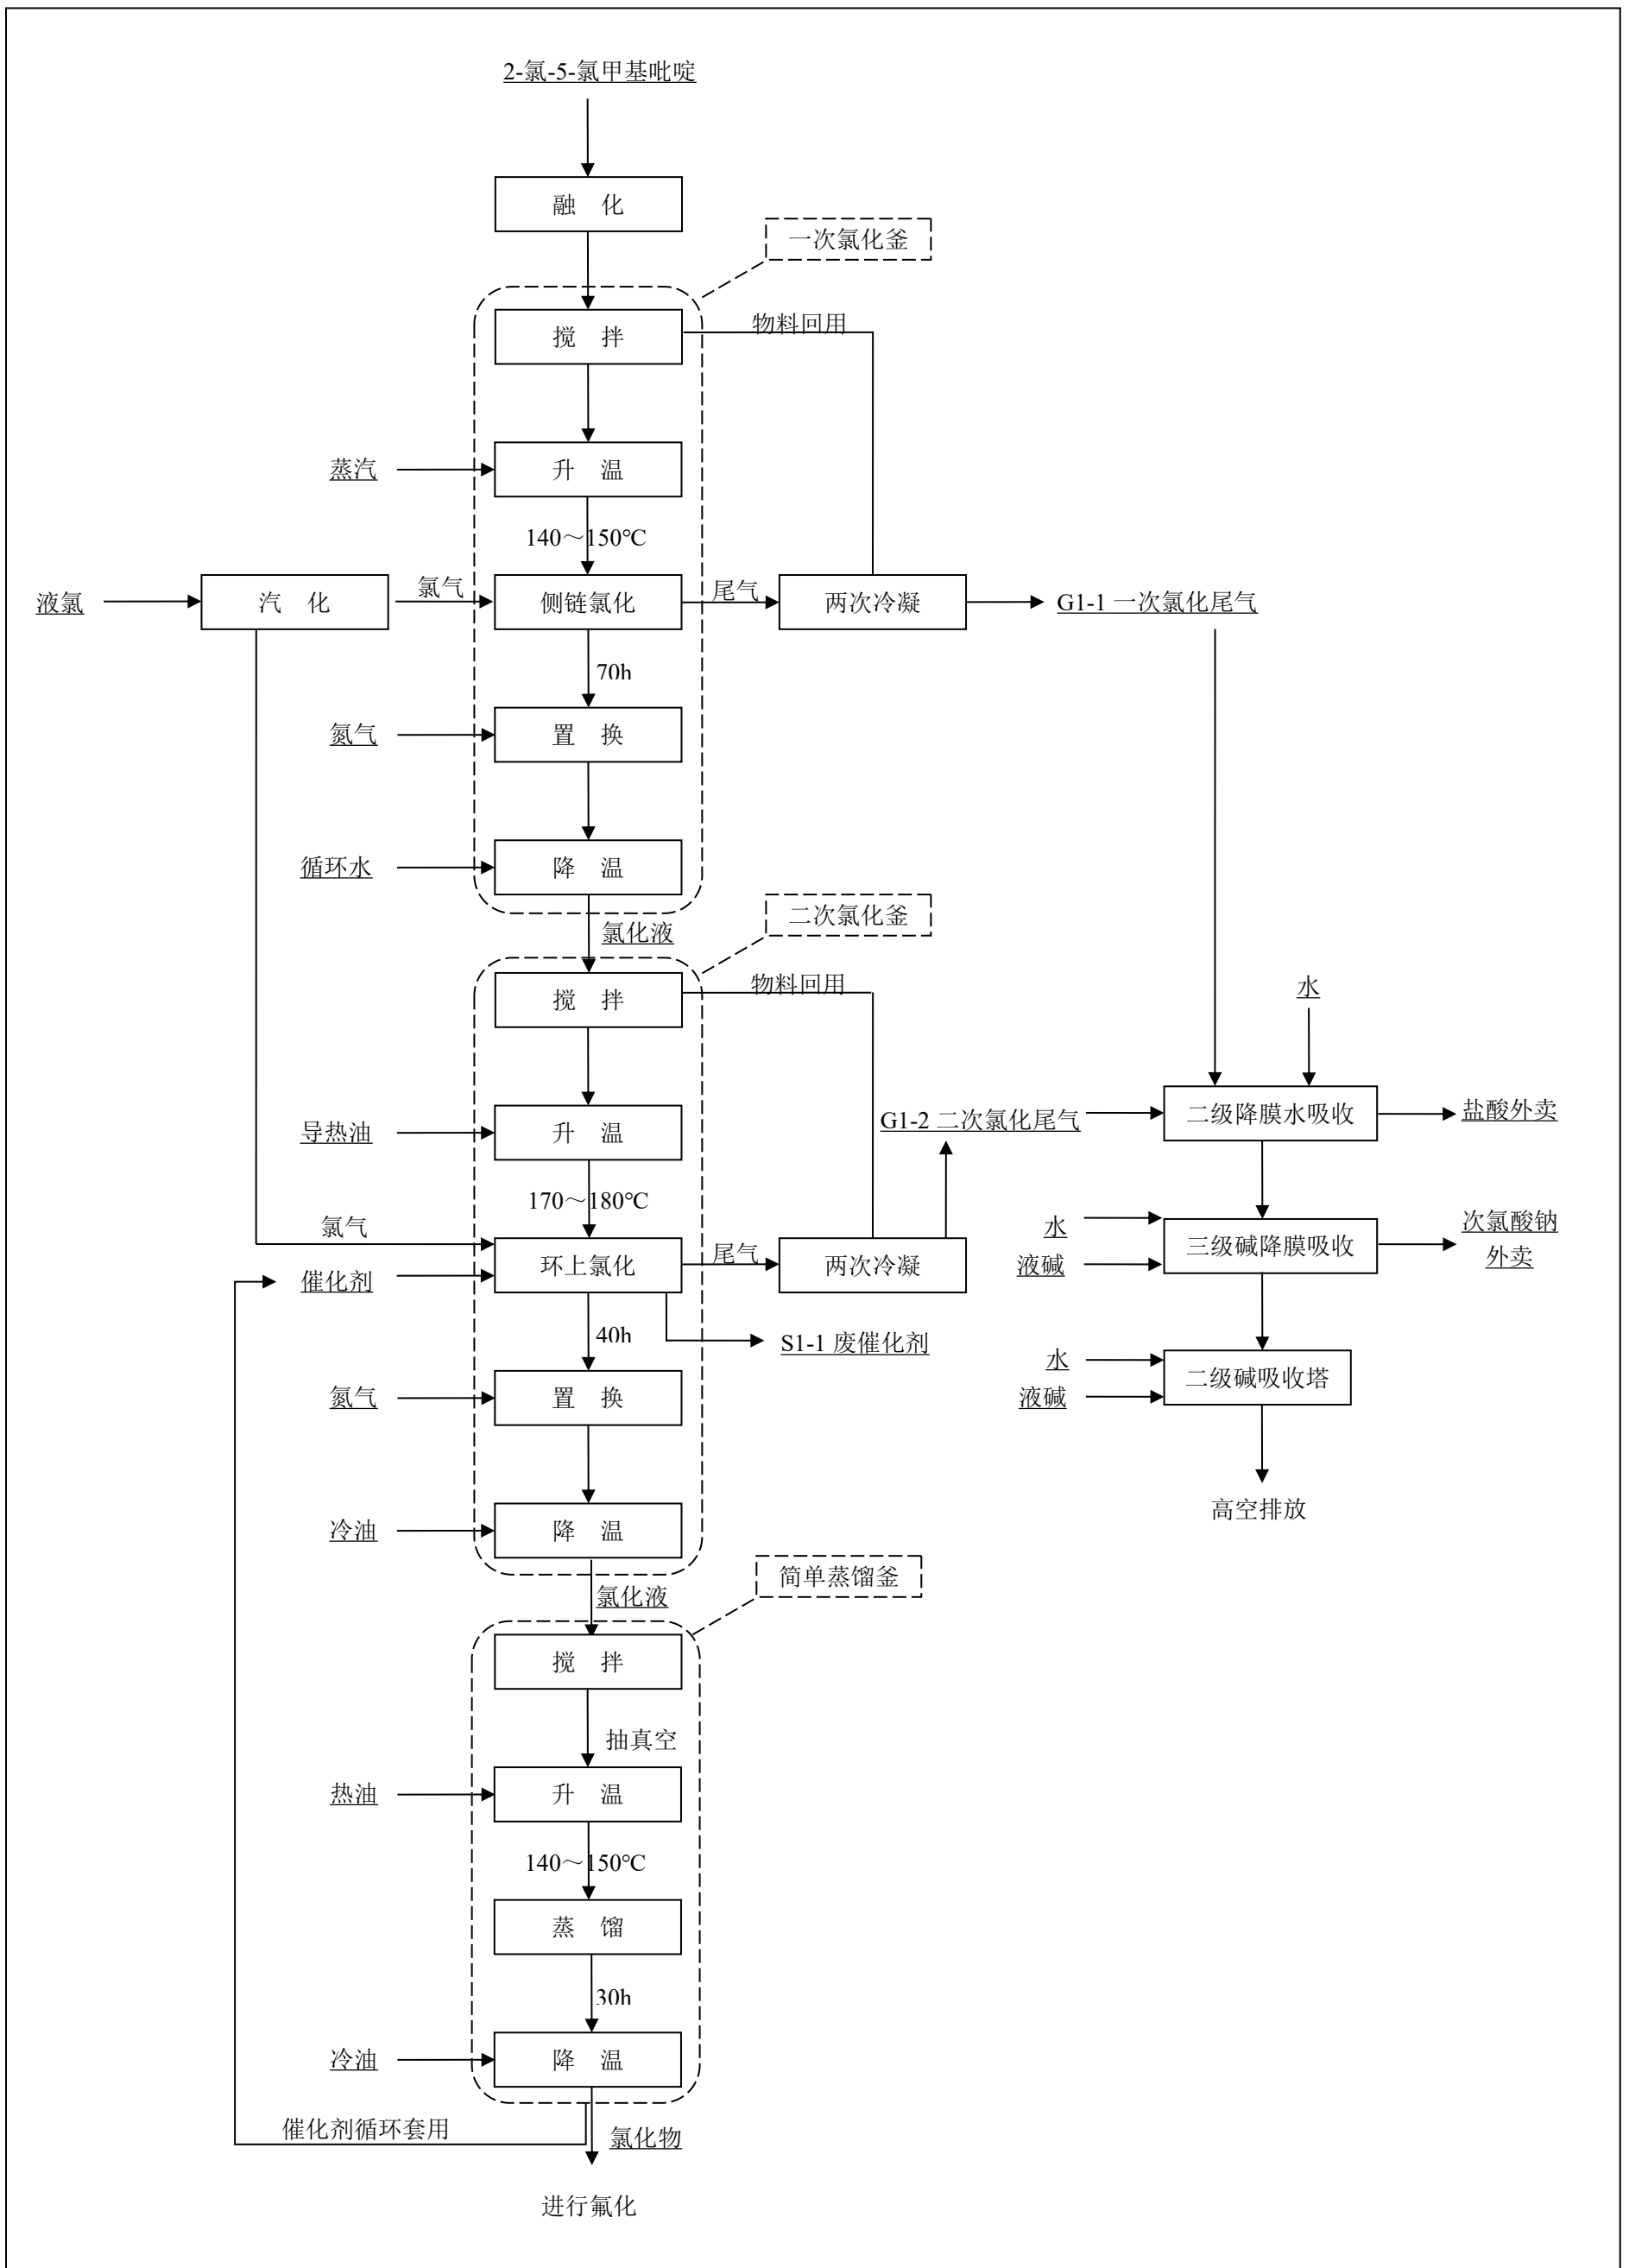 2-氯-5-氯甲基吡啶
融 化
一次氯化釜
搅 拌
物料回用
蒸汽
升 温
140～150℃
液氯
汽 化
氯气
侧链氯化
尾气
两次冷凝
G1-1 一次氯化尾气
70h
氮气
置 换
循环水
降 温
二次氯化釜
氯化液
搅 拌
物料回用
水
导热油
升 温
G1-2 二次氯化尾气
二级降膜水吸收
盐酸外卖
170～180℃
氯气
环上氯化
尾气
两次冷凝
水
液碱
三级碱降膜吸收
次氯酸钠
外卖
催化剂
40h
S1-1 废催化剂
水
液碱
二级碱吸收塔
氮气
置 换
高空排放
冷油
降 温
简单蒸馏釜
氯化液
搅 拌
抽真空
热油
升 温
140～150℃
蒸 馏
30h
冷油
降 温
催化剂循环套用
氯化物
进行氟化